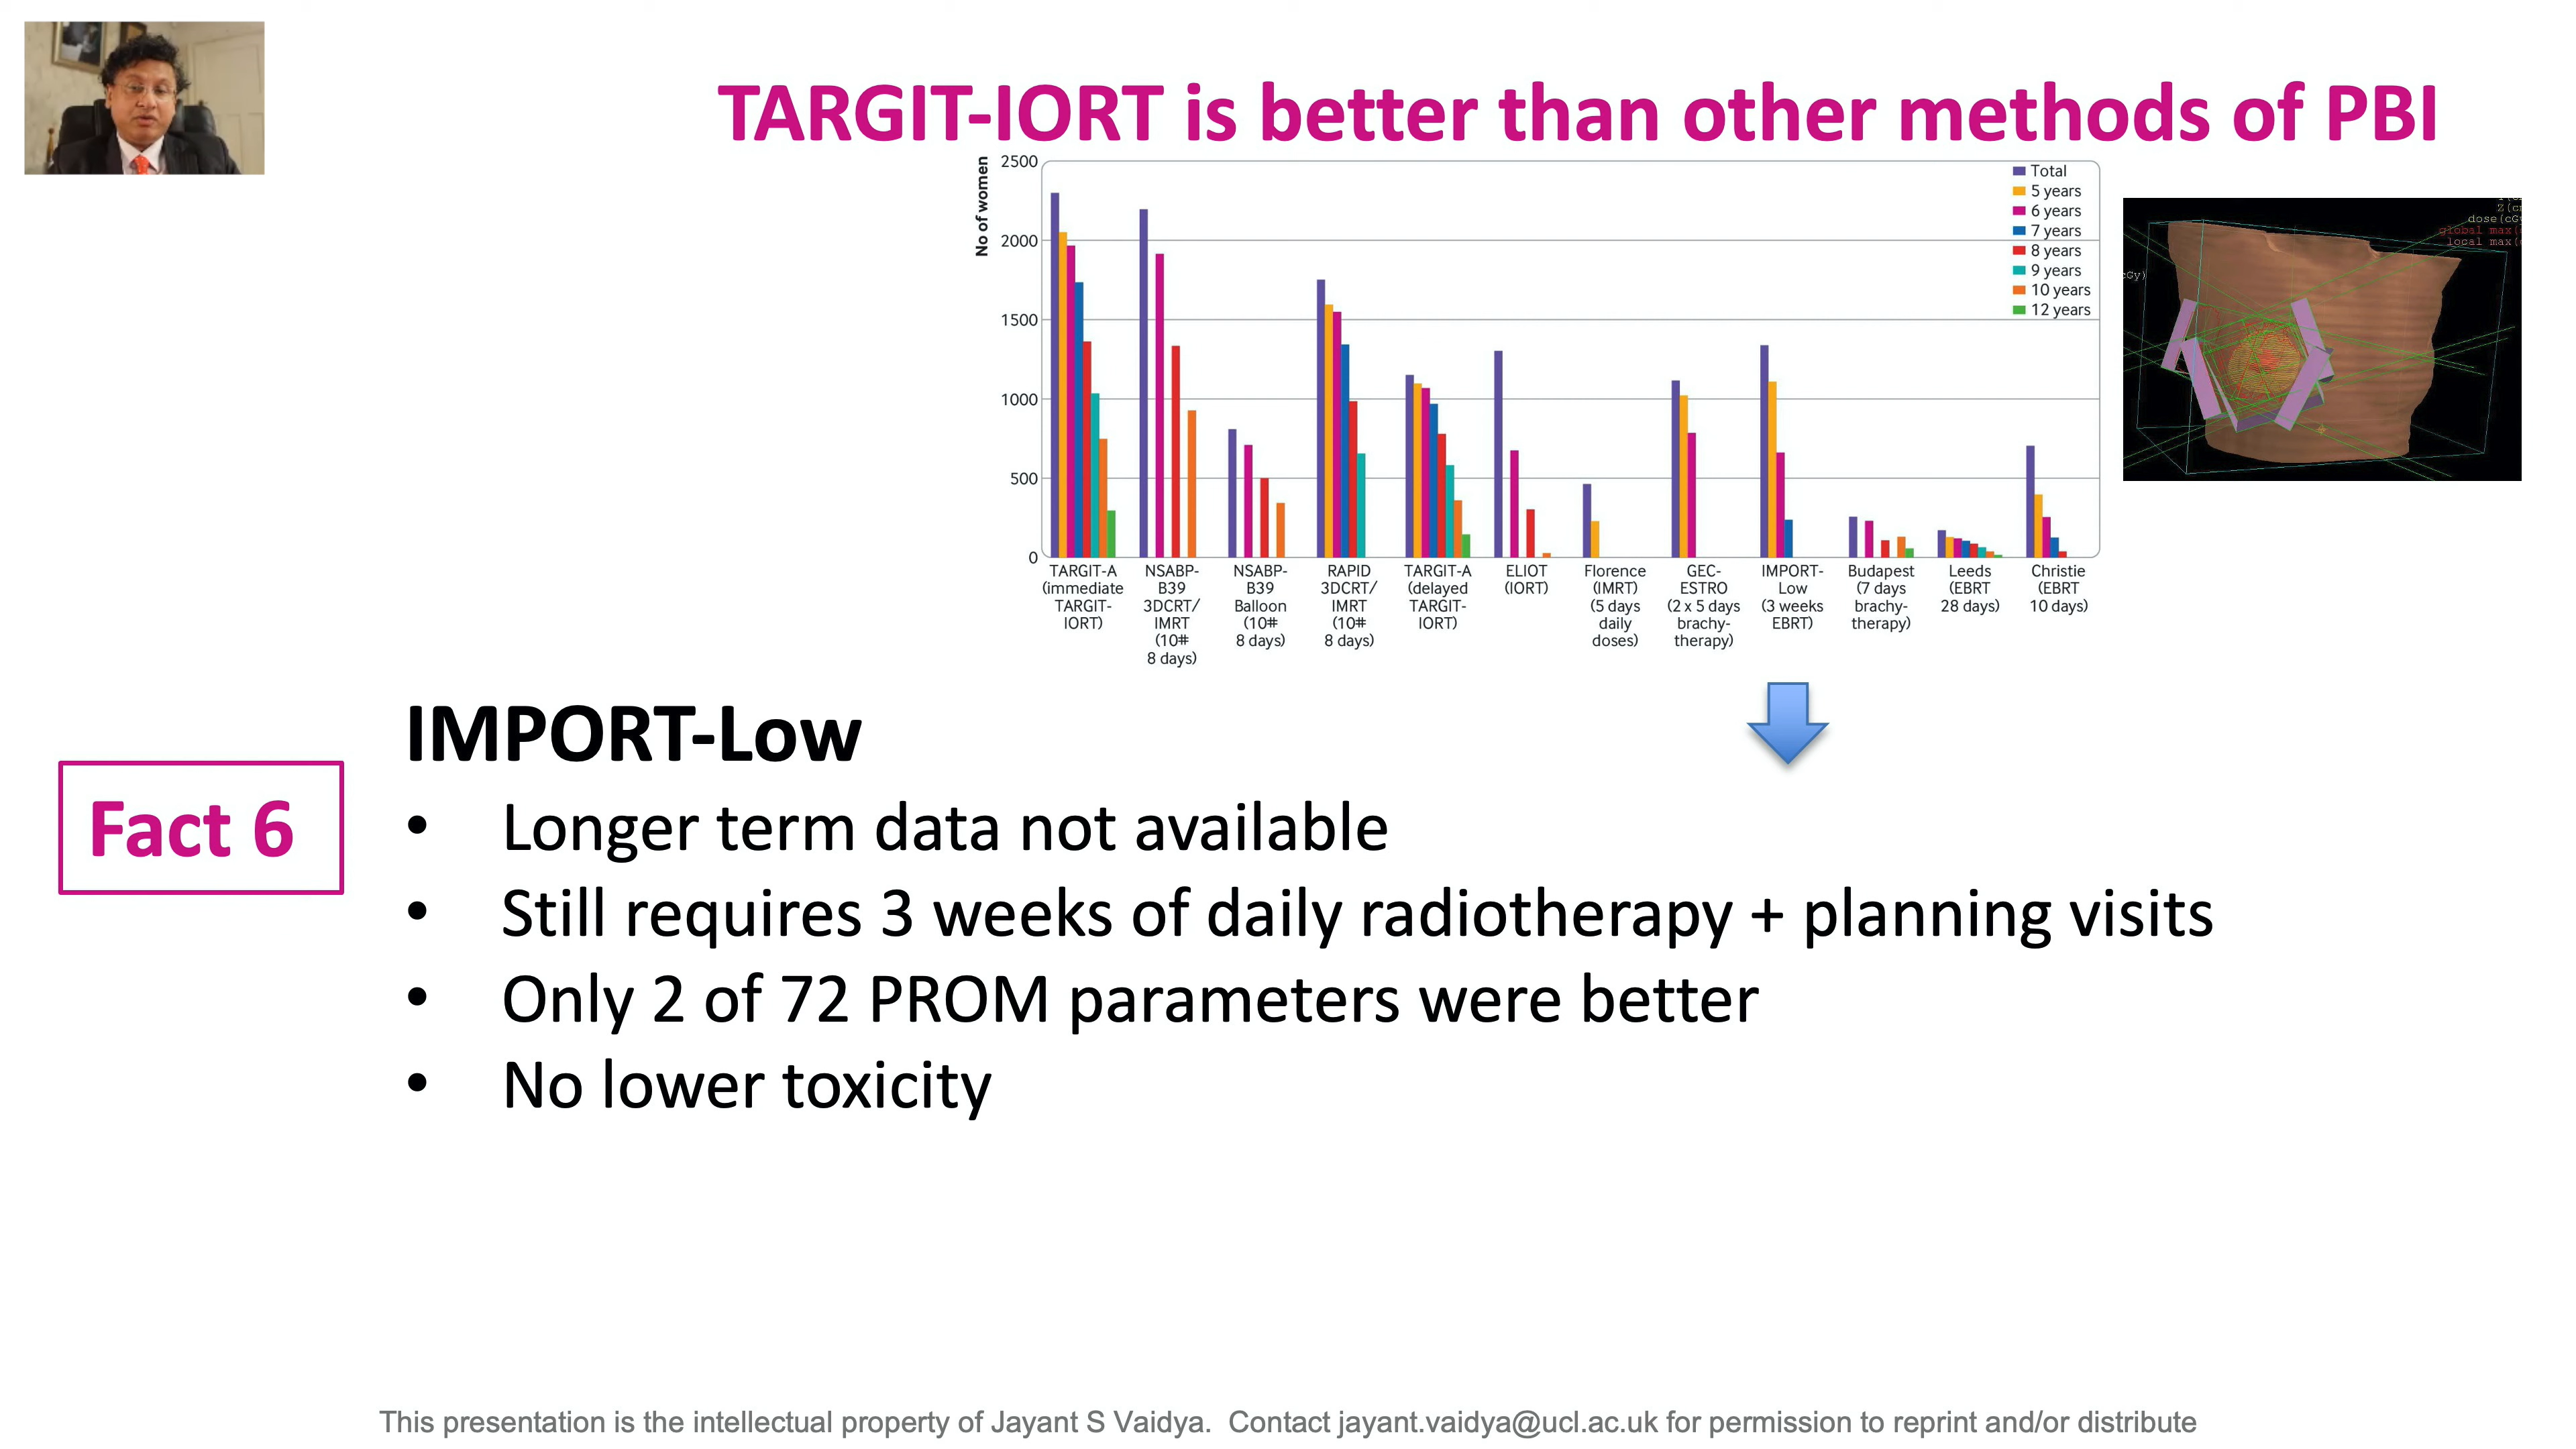 TARGIT-IORT is better than other methods of PBI
No of women
2500
2000
1500
1000
500
0
Total
5 years
6 years
7 years
8 years
9 years
10 years
12 years
TARGIT-A
(immediate
TARGIT-
IORT)
NSABP-
B39
3DCRT/
IMRT
(10#
8 days)
NSABP-
B39
Balloon
(10#
8 days)
RAPID
3DCRT/
IMRT
(10#
8 days)
TARGIT-A
(delayed
TARGIT-
IORT)
ELIOT
(IORT)
Florence
(IMRT)
(5 days
daily
doses)
GEC-
ESTRO
(2 x 5 days
brachy-
therapy)
IMPORT-
Low
(3 weeks
EBRT)
Budapest
(7 days
brachy-
therapy)
Leeds
(EBRT
28 days)
Christie
(EBRT
10 days)
dose(cG
global max(
local max(
cGy)
Fact 6
IMPORT-Low
• Longer term data not available
• Still requires 3 weeks of daily radiotherapy + planning visits
• Only 2 of 72 PROM parameters were better
• No lower toxicity
This presentation is the intellectual property of Jayant S Vaidya. Contact jayant.vaidya@ucl.ac.uk for permission to reprint and/or distribute